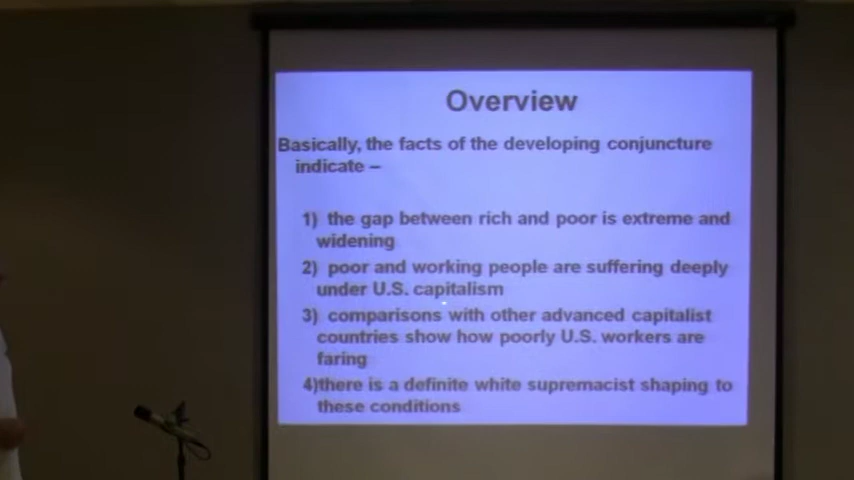 Overview
Basically, the facts of the developing conjuncture
indicate –
1) the gap between rich and poor is extreme and
widening
2) poor and working people are suffering deeply
under U.S. capitalism
3) comparisons with other advanced capitalist
countries show how poorly U.S. workers are
faring
4)there is a definite white supremacist shaping to
these conditions